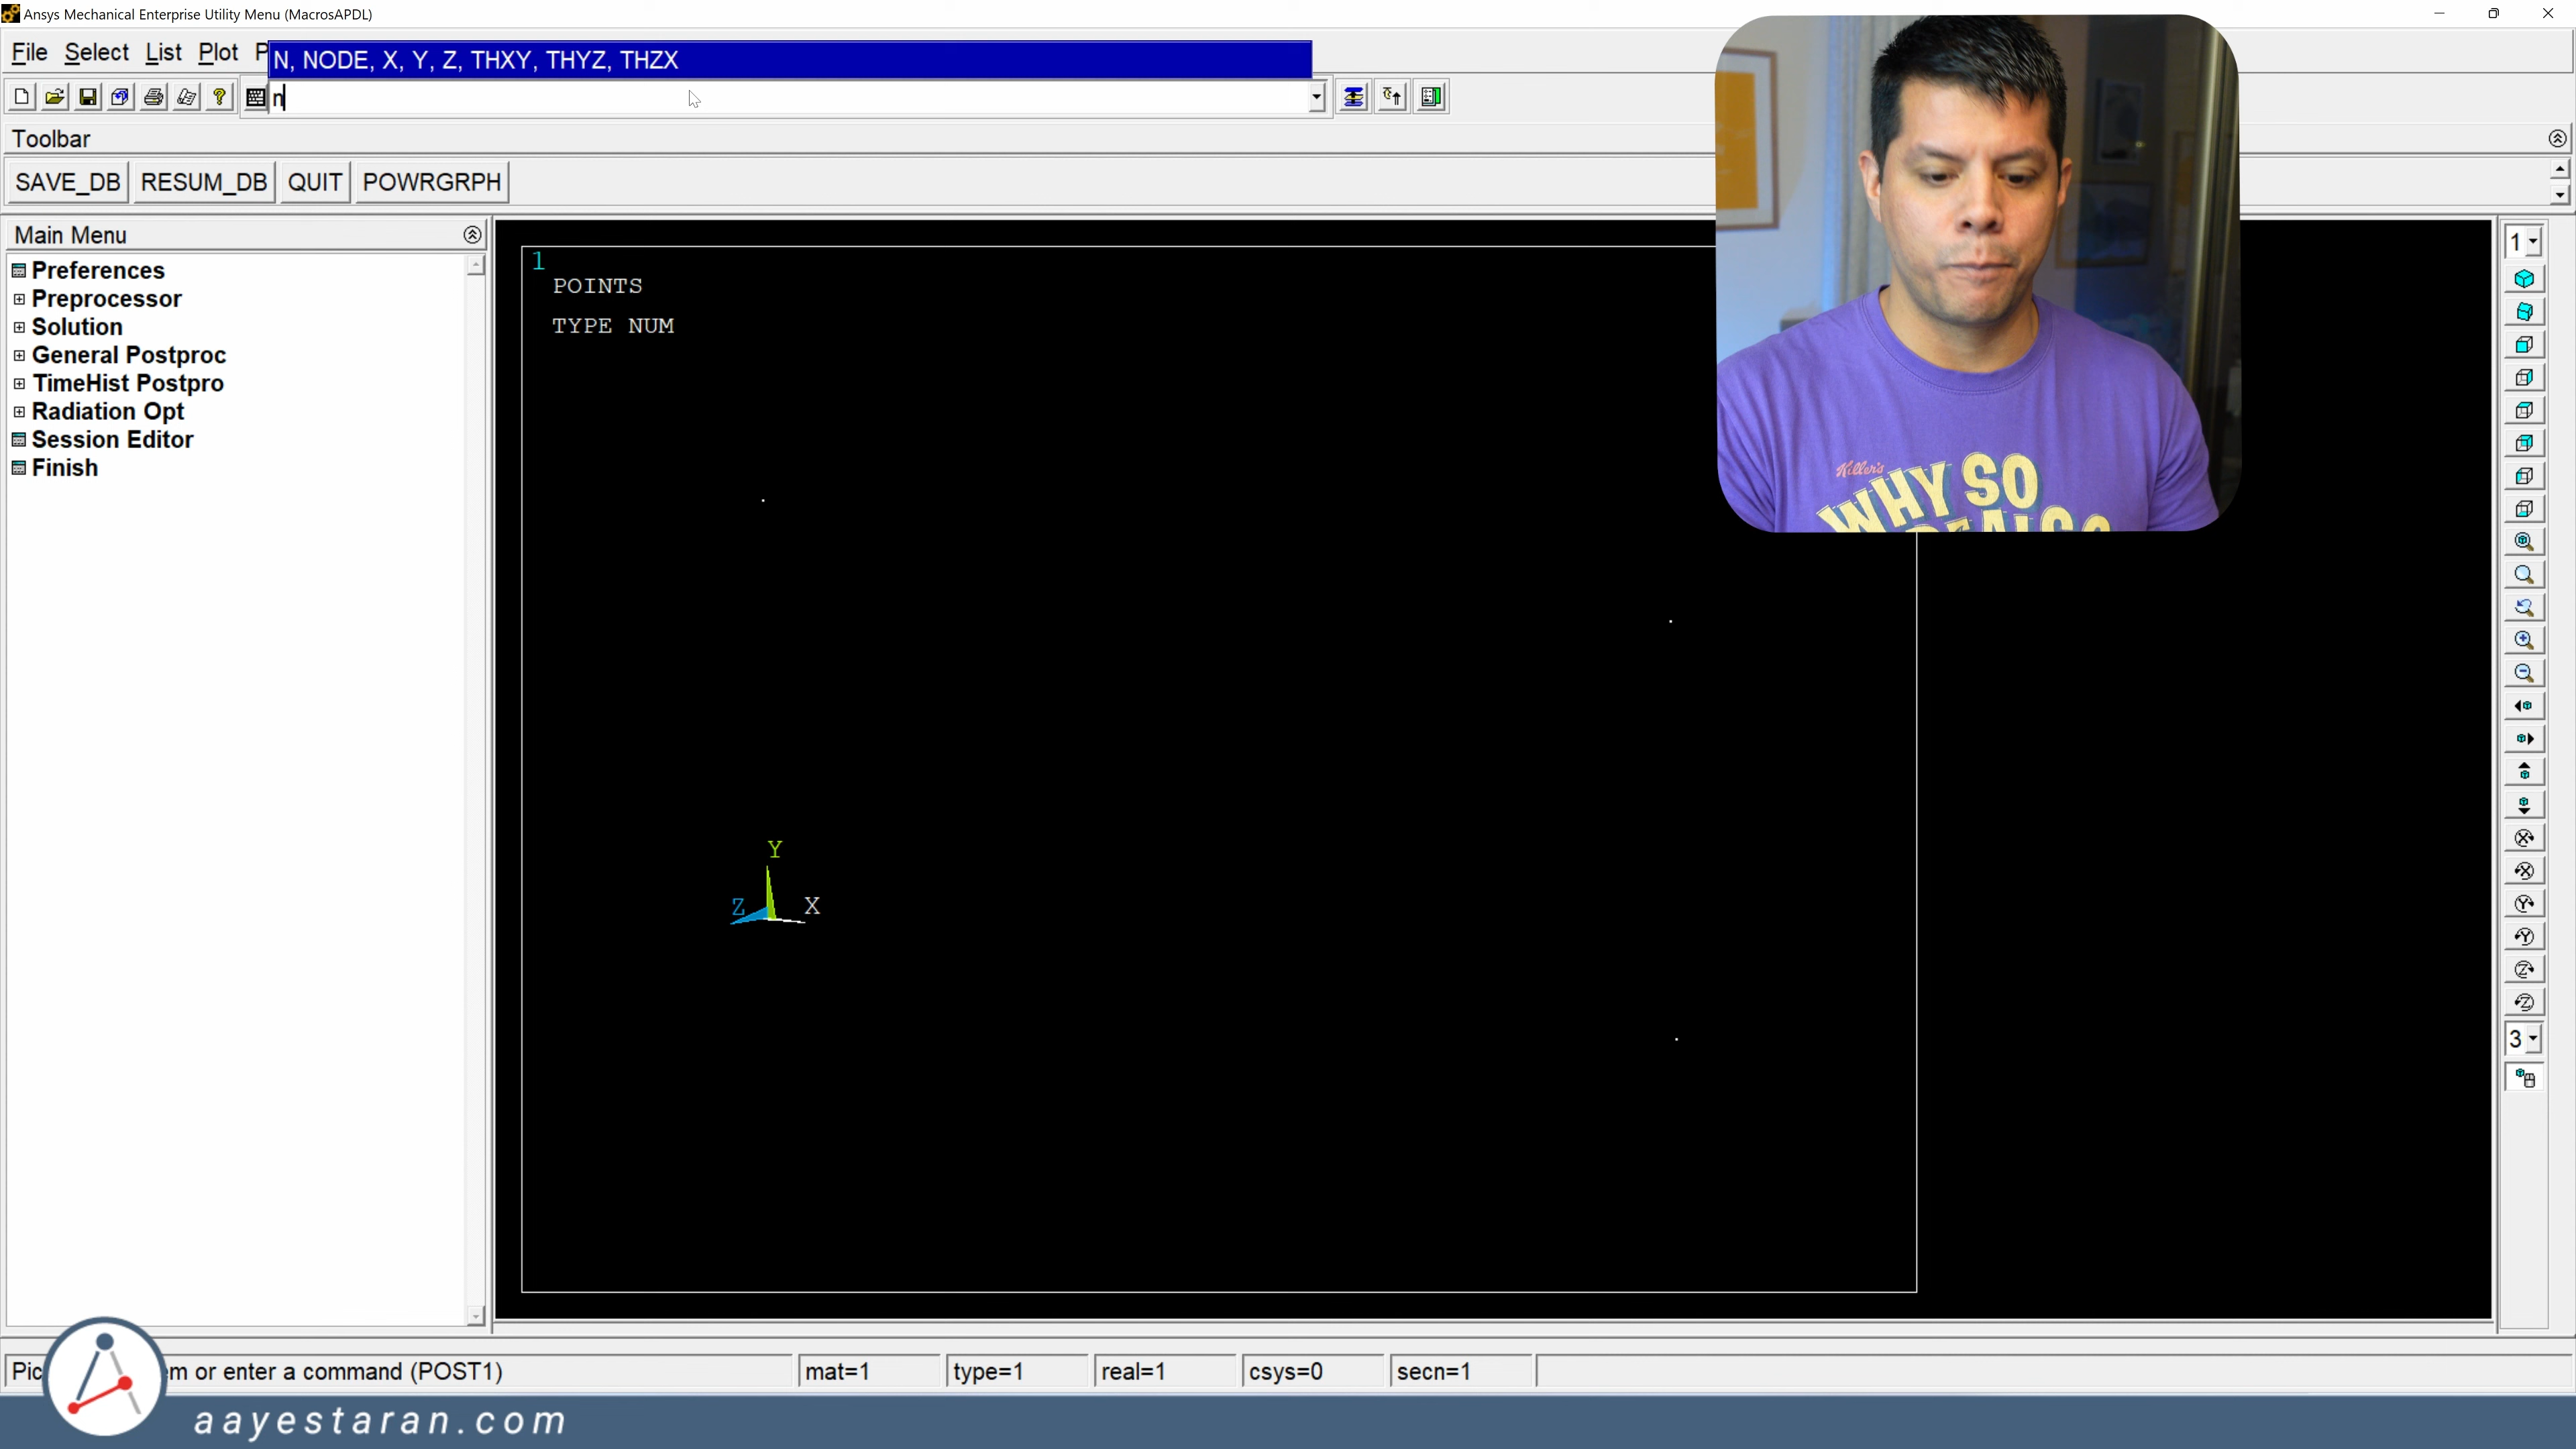 Ansys Mechanical Enterprise Utility Menu (MacrosAPDL)
File Select List Plot P
N, NODE, X, Y, Z, THXY, THYZ, THZX
n
Toolbar
SAVE_DB RESUM_DB QUIT POWRGRPH
Main Menu
Preferences
Preprocessor
Solution
General Postproc
TimeHist Postpro
Radiation Opt
Session Editor
Finish
1
POINTS
TYPE NUM
Y
Z
X
Killer's
WHY SO
1
3
Pic
m or enter a command (POST1)
mat=1
type=1
real=1
csys=0
secn=1
aayestaran.com